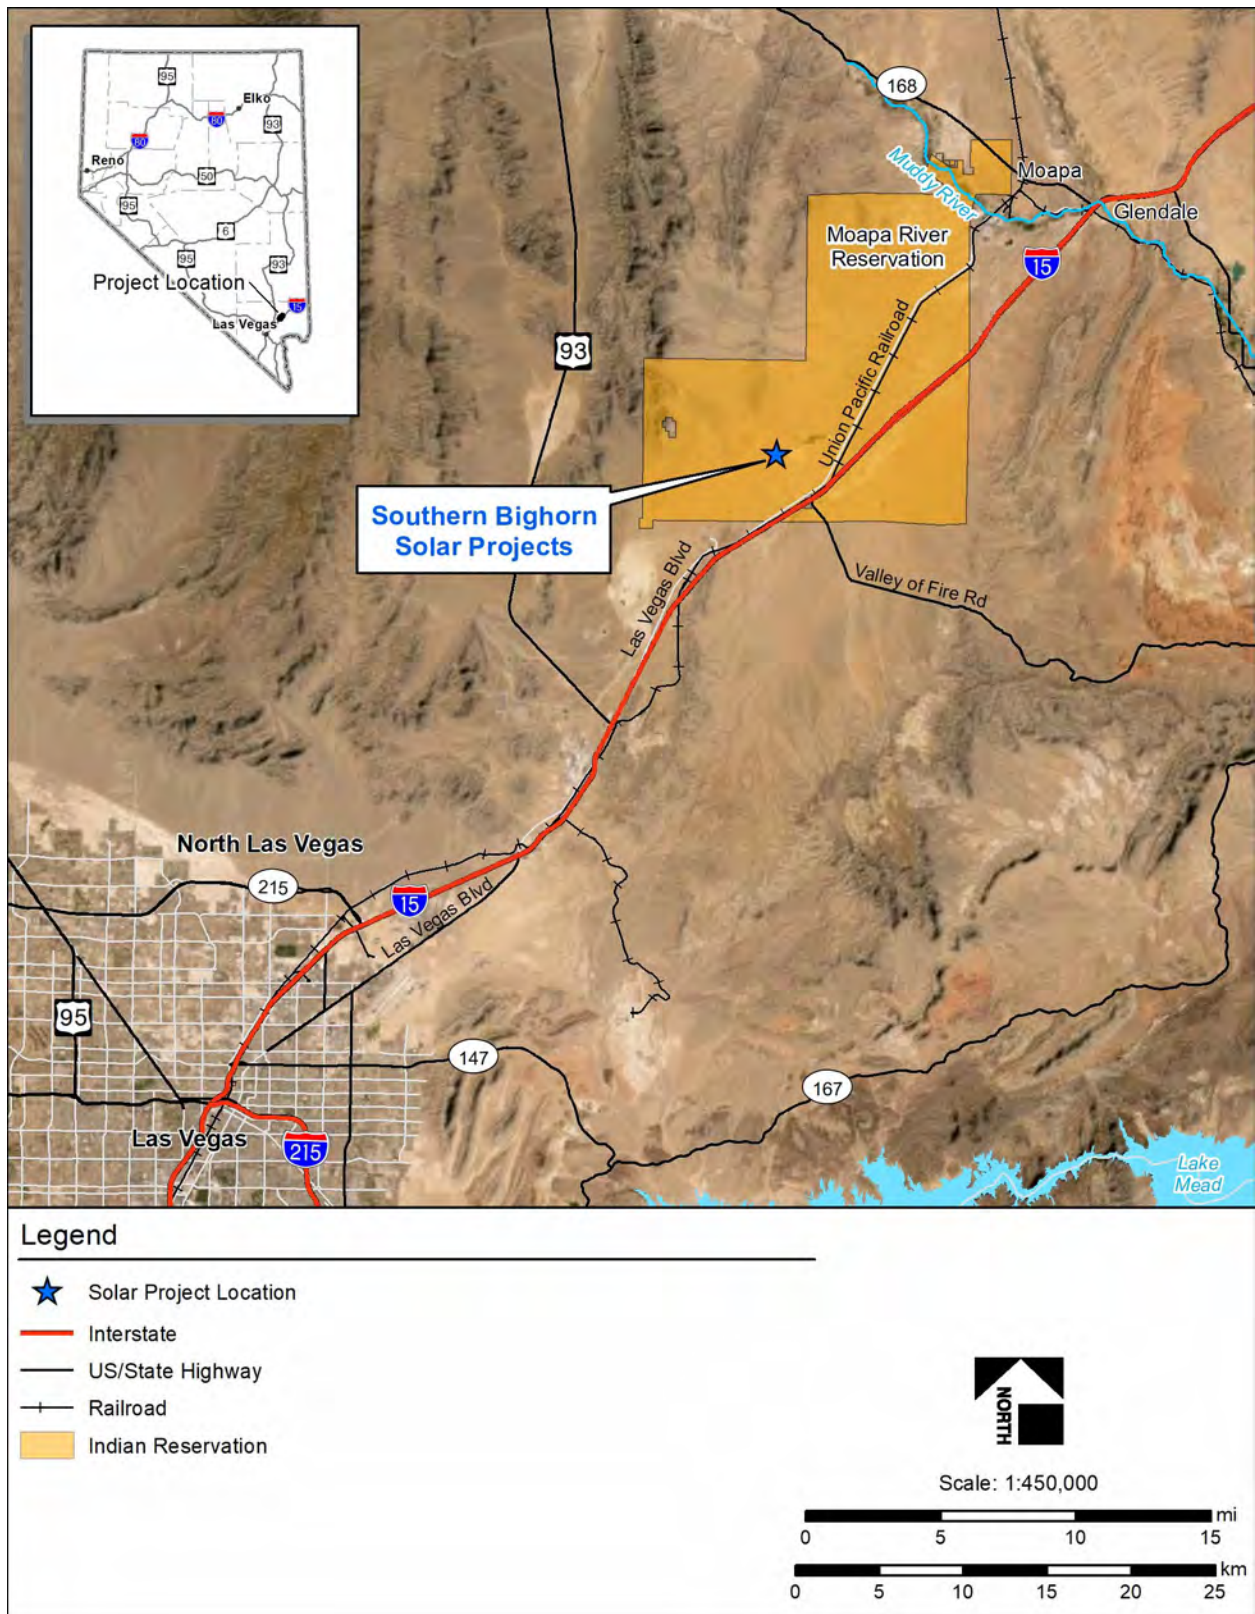 95
Elko
80
80
93
Reno
50
95
6
95
93
Project Location
15
Las Vegas
168
Moapa
Muddy River
Glendale
Moapa River
Reservation
15
93
Union Pacific Railroad
Southern Bighorn
Solar Projects
Las Vegas Blvd
Valley of Fire Rd
North Las Vegas
215
15
Las Vegas Blvd
95
147
167
Las Vegas
215
Lake
Mead
Legend
Solar Project Location
Interstate
US/State Highway
Railroad
Indian Reservation
NORTH
Scale: 1:450,000
mi
0 5 10 15
km
0 5 10 15 20 25